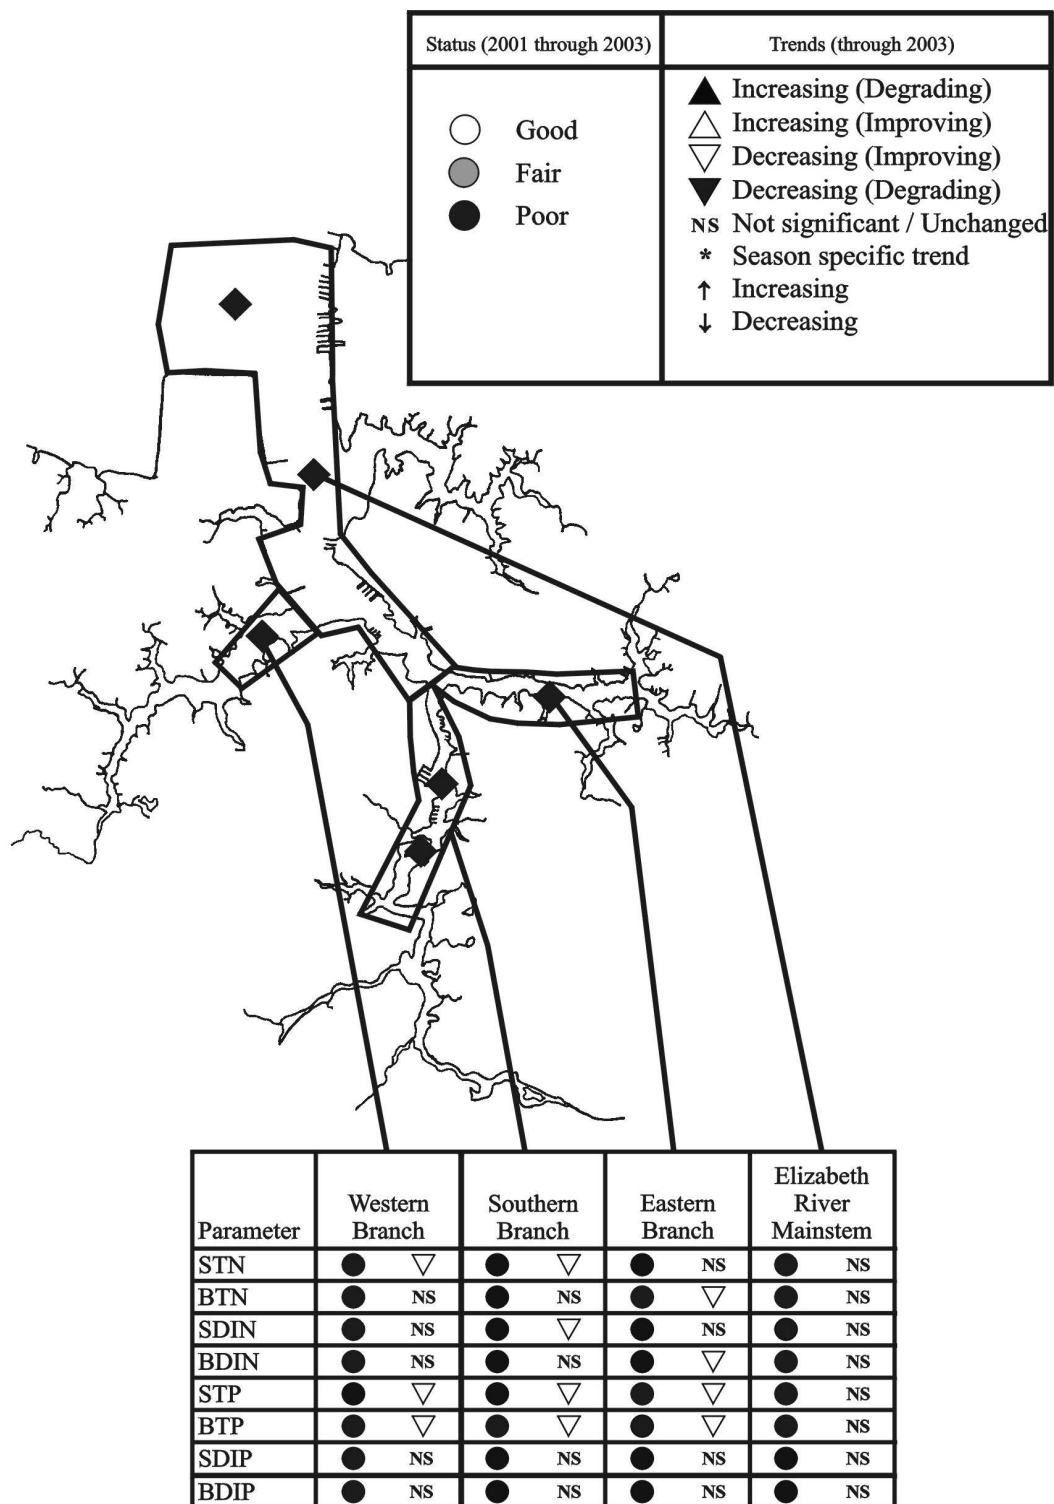 Status (2001 through 2003) Trends (through 2003)
Good
Fair
Poor
Increasing (Degrading)
Increasing (Improving)
Decreasing (Improving)
Decreasing (Degrading)
NS Not significant / Unchanged
* Season specific trend
↑ Increasing
↓ Decreasing
Parameter Western Branch Southern Branch Eastern Branch Elizabeth River Mainstem
STN NS NS
BTN NS NS NS
SDIN NS NS NS
BDIN NS NS NS
STP NS
BTP NS
SDIP NS NS NS NS
BDIP NS NS NS NS